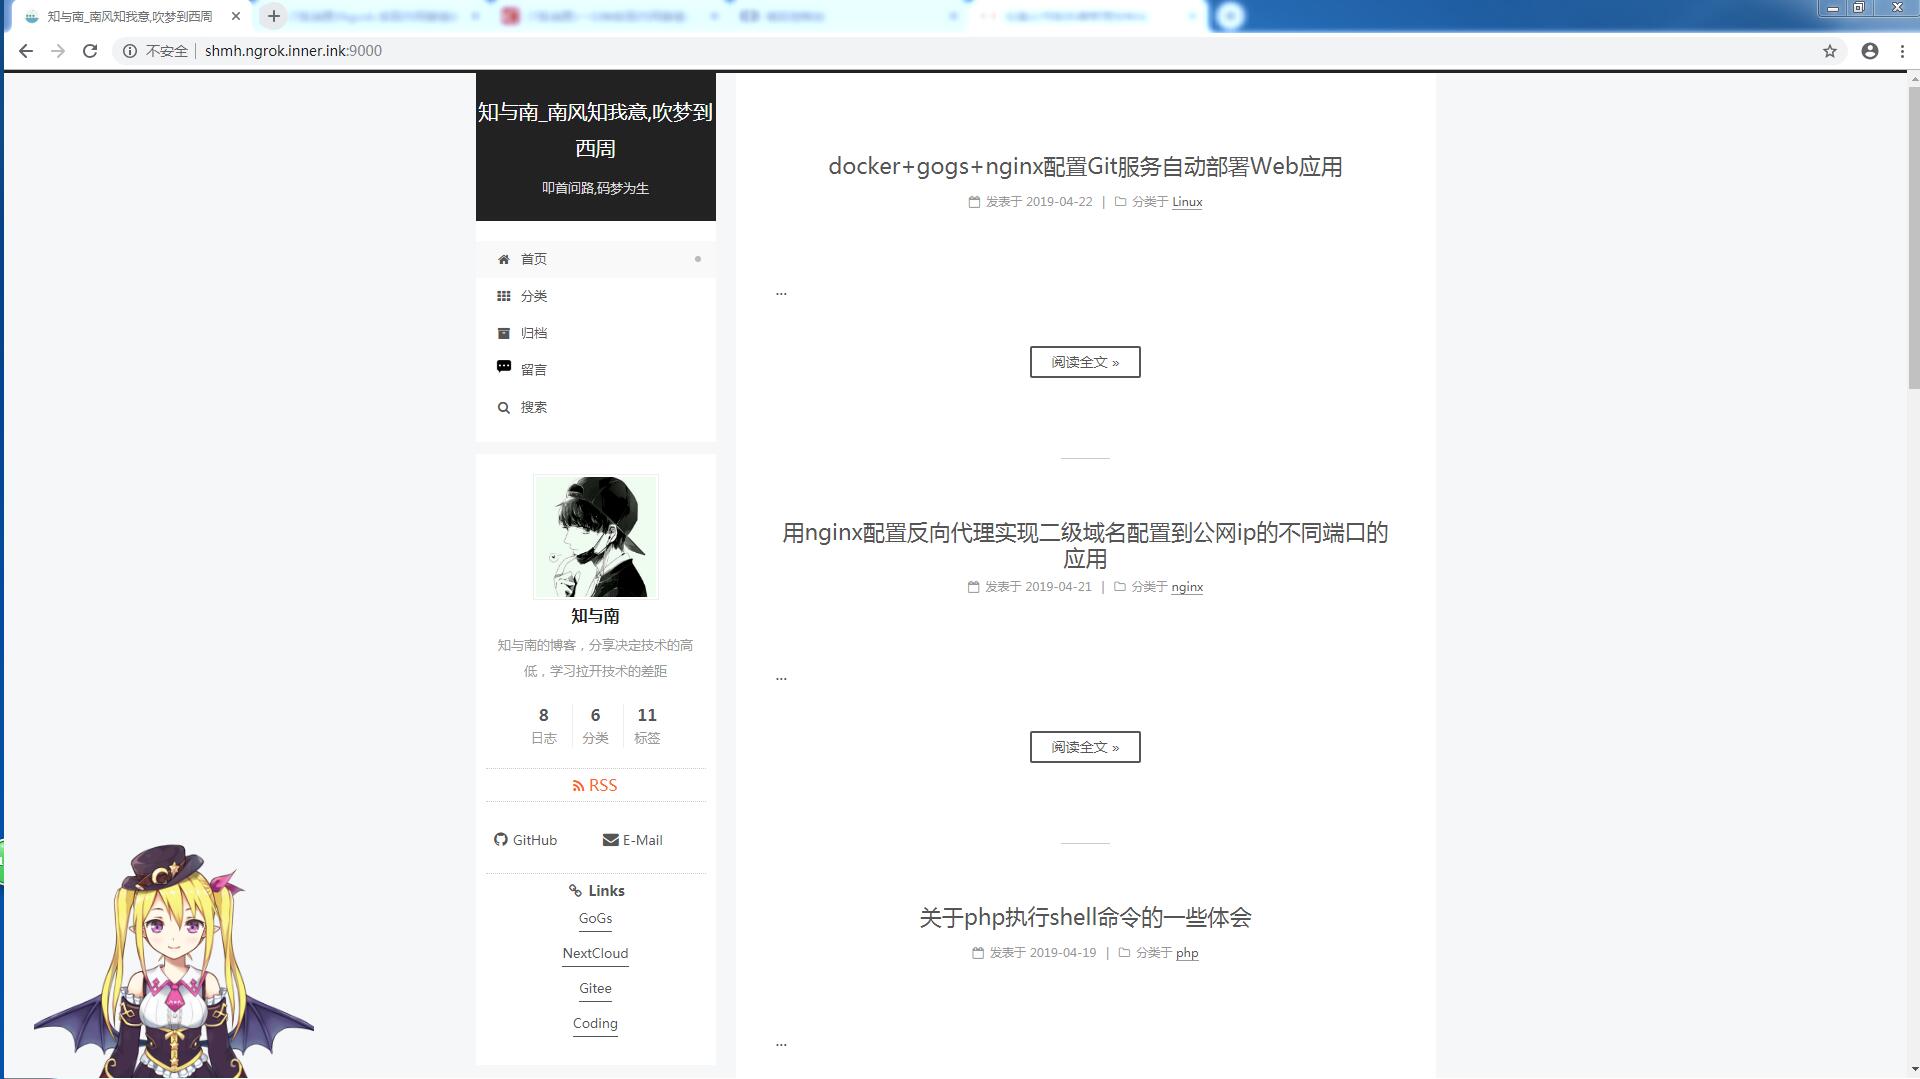 知与南_南风知我意,吹梦到西周
不安全
shmh.ngrok.inner.ink:9000
知与南_南风知我意,吹梦到
西周
叩首问路,码梦为生
首页
分类
归档
留言
搜索
知与南
知与南的博客，分享决定技术的高
低，学习拉开技术的差距
8 6 11
日志 分类 标签
RSS
GitHub E-Mail
Links
GoGs
NextCloud
Gitee
Coding
docker+gogs+nginx配置Git服务自动部署Web应用
发表于 2019-04-22 | 分类于 Linux
...
阅读全文 »
用nginx配置反向代理实现二级域名配置到公网ip的不同端口的
应用
发表于 2019-04-21 | 分类于 nginx
...
阅读全文 »
关于php执行shell命令的一些体会
发表于 2019-04-19 | 分类于 php
...